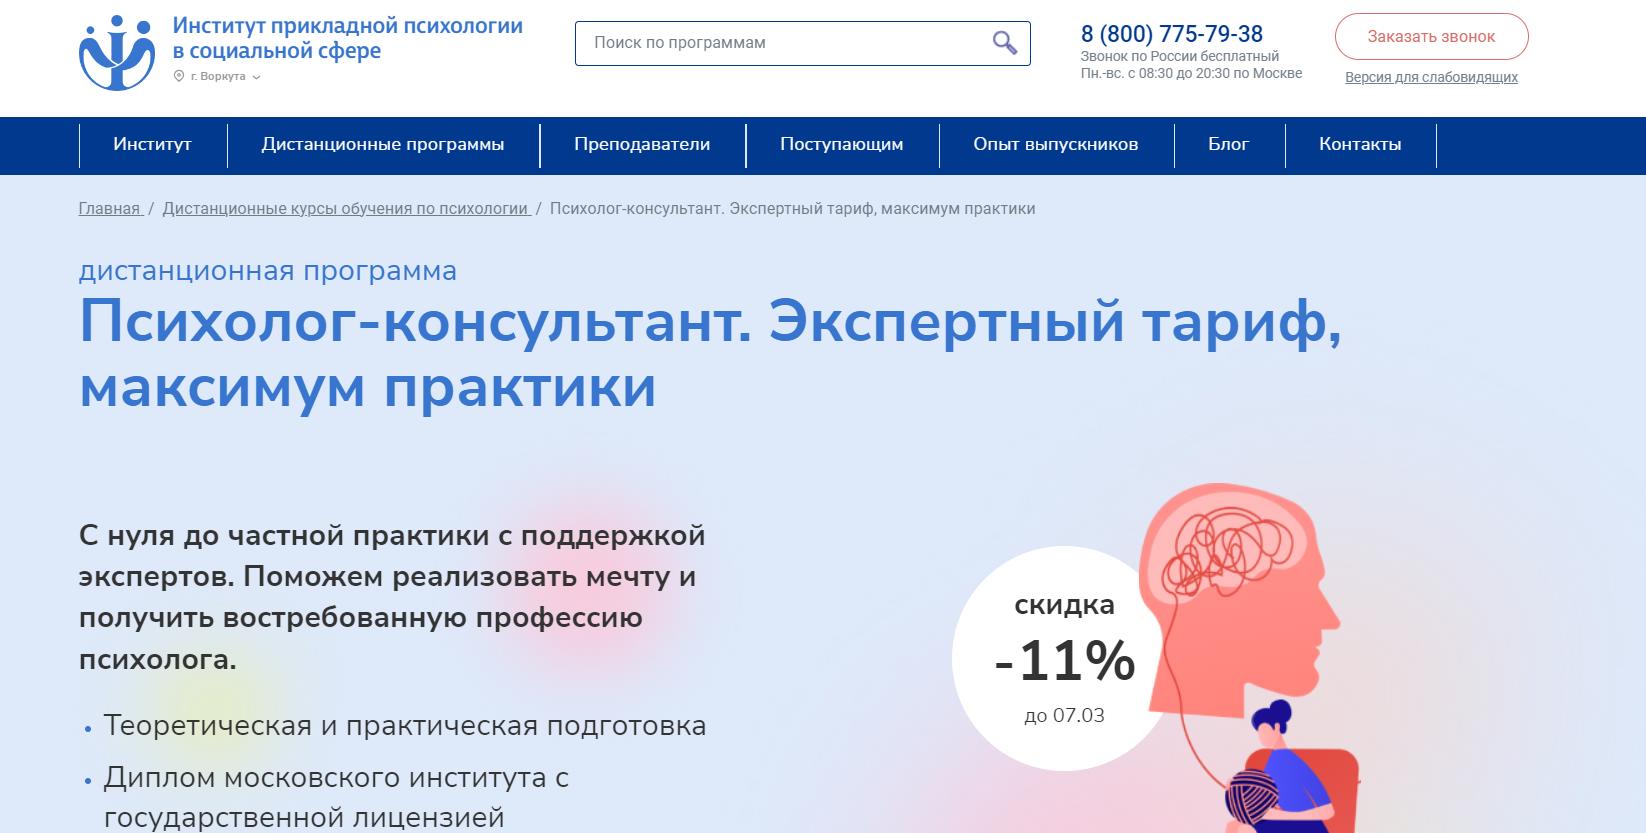 Институт прикладной психологии
в социальной сфере
г. Воркута
Поиск по программам
8 (800) 775-79-38
Звонок по России бесплатный
Пн.-вс. с 08:30 до 20:30 по Москве
Заказать звонок
Версия для слабовидящих
Институт
Дистанционные программы
Преподаватели
Поступающим
Опыт выпускников
Блог
Контакты
Главная / Дистанционные курсы обучения по психологии / Психолог-консультант. Экспертный тариф, максимум практики
дистанционная программа
Психолог-консультант. Экспертный тариф,
максимум практики
С нуля до частной практики с поддержкой
экспертов. Поможем реализовать мечту и
получить востребованную профессию
психолога.
• Теоретическая и практическая подготовка
• Диплом московского института с
государственной лицензией
скидка
-11%
до 07.03